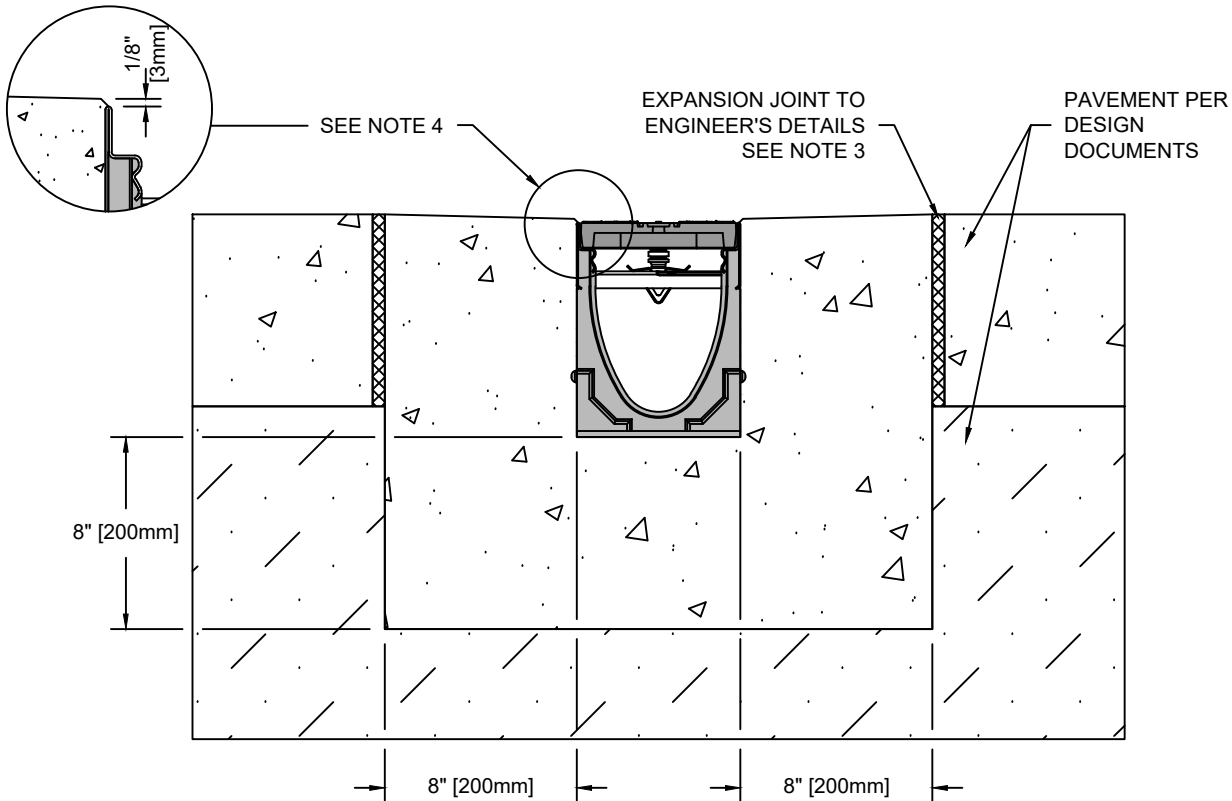 1/8"
[3mm]
SEE NOTE 4
EXPANSION JOINT TO
ENGINEER'S DETAILS
SEE NOTE 3
PAVEMENT PER
DESIGN
DOCUMENTS
8" [200mm]
8" [200mm]
8" [200mm]